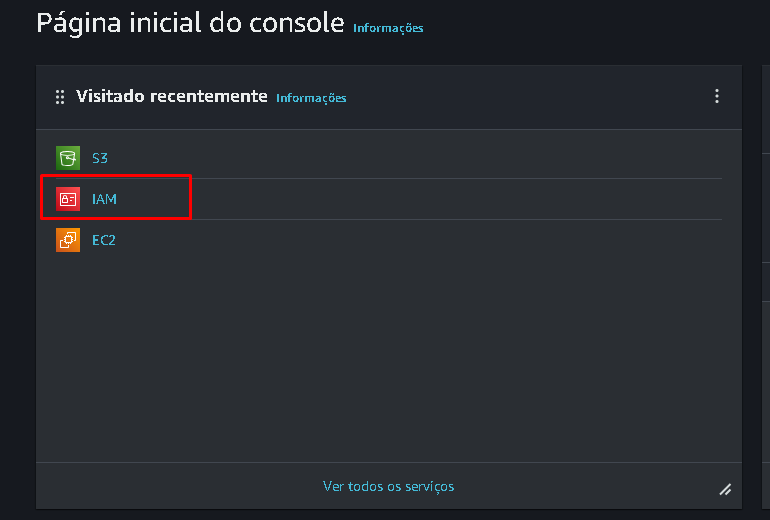 Página inicial do console Informações
Visitado recentemente Informações
S3
IAM
EC2
Ver todos os serviços